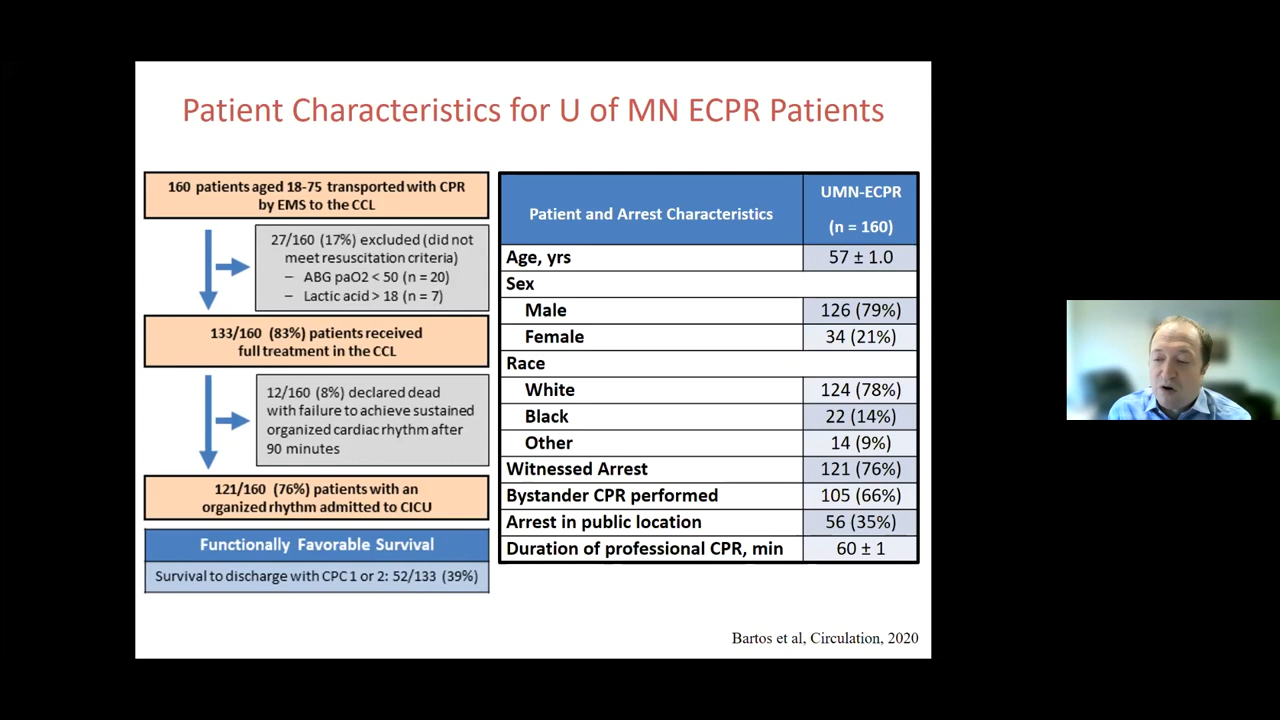 Patient Characteristics for U of MN ECPR Patients
160 patients aged 18-75 transported with CPR
by EMS to the CCL
27/160 (17%) excluded (did not
meet resuscitation criteria)
– ABG paO2 < 50 (n = 20)
– Lactic acid > 18 (n = 7)
133/160 (83%) patients received
full treatment in the CCL
12/160 (8%) declared dead
with failure to achieve sustained
organized cardiac rhythm after
90 minutes
121/160 (76%) patients with an
organized rhythm admitted to CICU
Functionally Favorable Survival
Survival to discharge with CPC 1 or 2: 52/133 (39%)
Patient and Arrest Characteristics
UMN-ECPR
(n = 160)
Age, yrs 57 ± 1.0
Sex
Male 126 (79%)
Female 34 (21%)
Race
White 124 (78%)
Black 22 (14%)
Other 14 (9%)
Witnessed Arrest 121 (76%)
Bystander CPR performed 105 (66%)
Arrest in public location 56 (35%)
Duration of professional CPR, min 60 ± 1
Bartos et al, Circulation, 2020